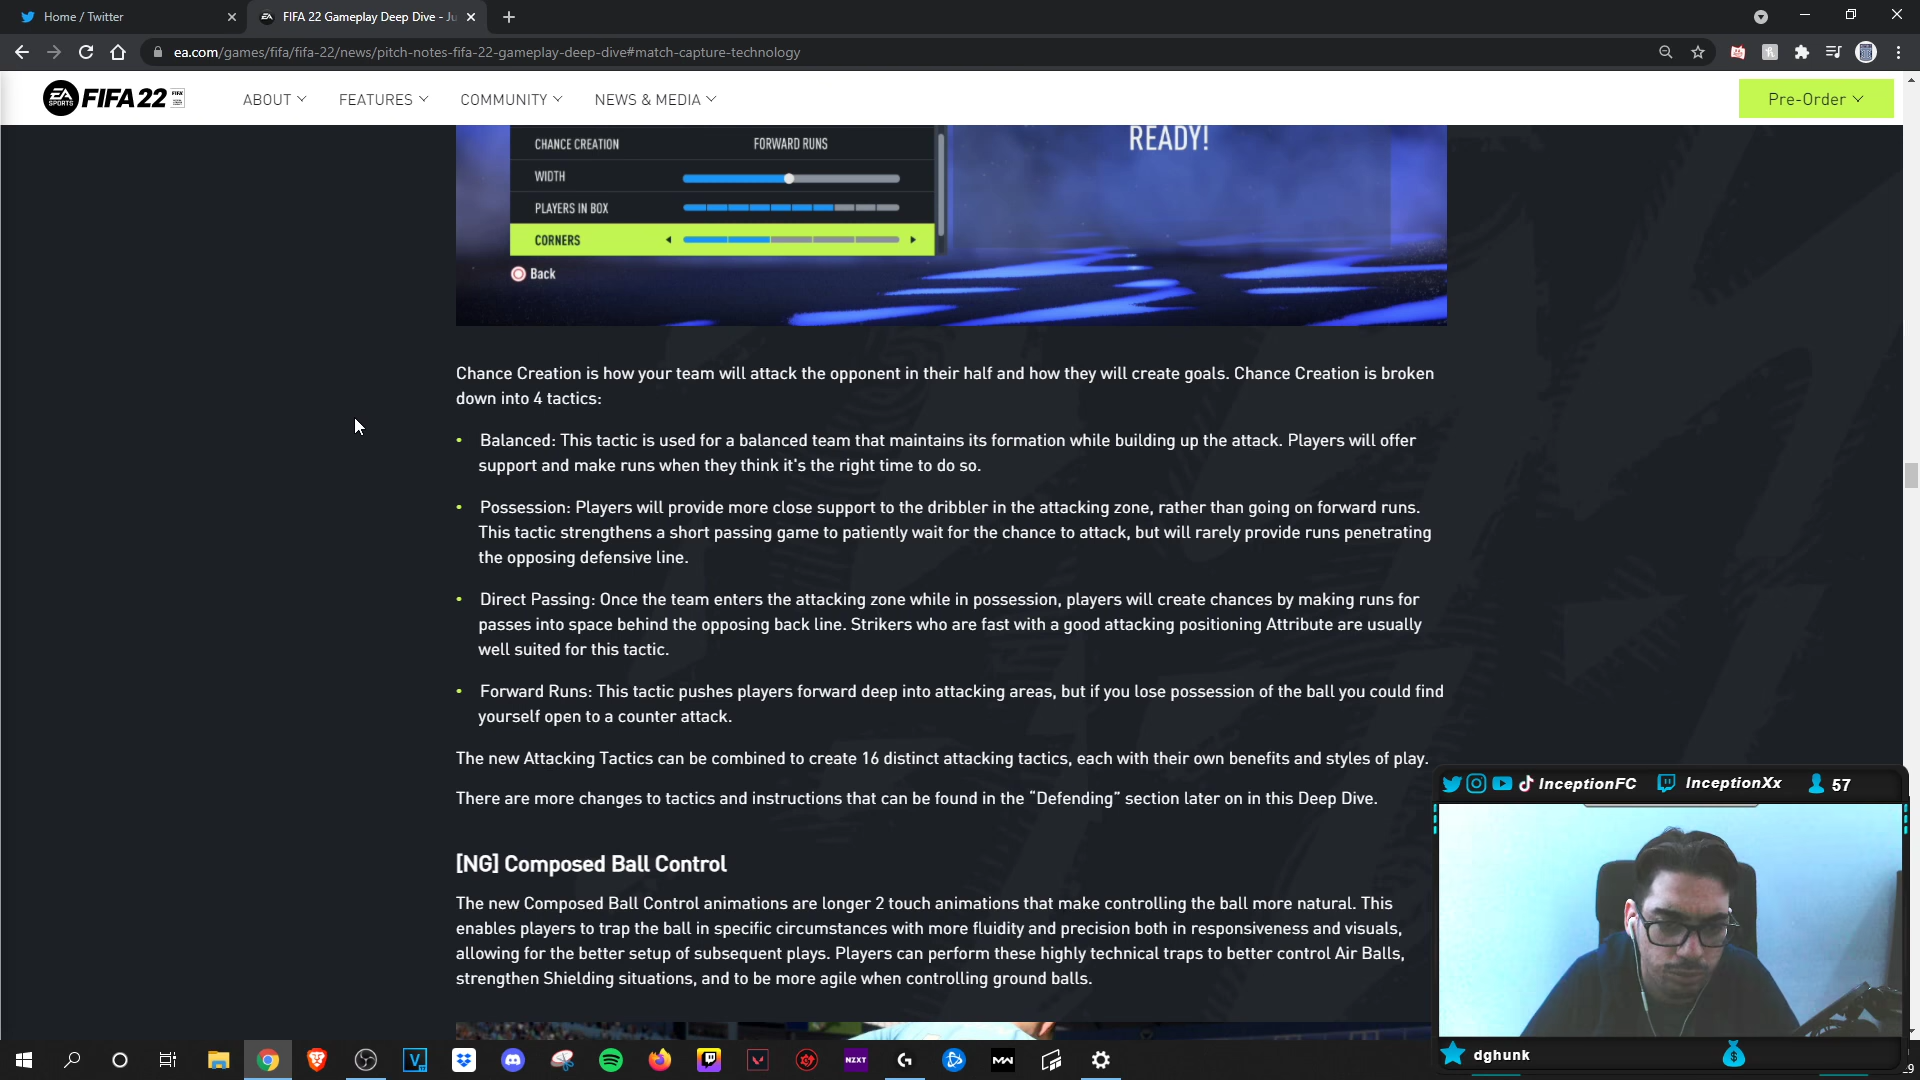 Home / Twitter
FIFA 22 Gameplay Deep Dive - Ju
ea.com/games/fifa/fifa-22/news/pitch-notes-fifa-22-gameplay-deep-dive#match-capture-technology
EA SPORTS FIFA 22
ABOUT
FEATURES
COMMUNITY
NEWS & MEDIA
Pre-Order
CHANCE CREATION FORWARD RUNS
READY!
WIDTH
PLAYERS IN BOX
CORNERS
Back
Chance Creation is how your team will attack the opponent in their half and how they will create goals. Chance Creation is broken
down into 4 tactics:
• Balanced: This tactic is used for a balanced team that maintains its formation while building up the attack. Players will offer
support and make runs when they think it's the right time to do so.
• Possession: Players will provide more close support to the dribbler in the attacking zone, rather than going on forward runs.
This tactic strengthens a short passing game to patiently wait for the chance to attack, but will rarely provide runs penetrating
the opposing defensive line.
• Direct Passing: Once the team enters the attacking zone while in possession, players will create chances by making runs for
passes into space behind the opposing back line. Strikers who are fast with a good attacking positioning Attribute are usually
well suited for this tactic.
• Forward Runs: This tactic pushes players forward deep into attacking areas, but if you lose possession of the ball you could find
yourself open to a counter attack.
The new Attacking Tactics can be combined to create 16 distinct attacking tactics, each with their own benefits and styles of play.
There are more changes to tactics and instructions that can be found in the "Defending" section later on in this Deep Dive.
[NG] Composed Ball Control
The new Composed Ball Control animations are longer 2 touch animations that make controlling the ball more natural. This
enables players to trap the ball in specific circumstances with more fluidity and precision both in responsiveness and visuals,
allowing for the better setup of subsequent plays. Players can perform these highly technical traps to better control Air Balls,
strengthen Shielding situations, and to be more agile when controlling ground balls.
InceptionFC InceptionXx 57
dghunk
NZXT